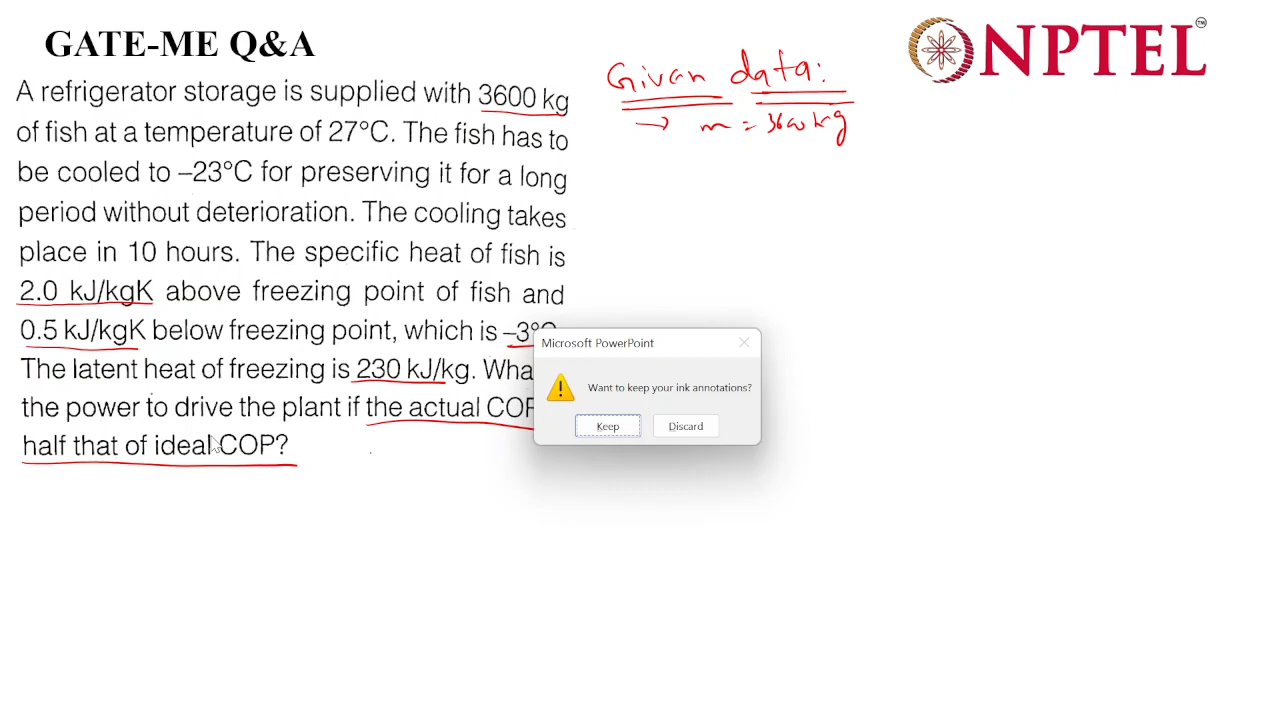 GATE-ME Q&A
NPTEL
TM
A refrigerator storage is supplied with 3600 kg
of fish at a temperature of 27°C. The fish has to
be cooled to –23°C for preserving it for a long
period without deterioration. The cooling takes
place in 10 hours. The specific heat of fish is
2.0 kJ/kgK above freezing point of fish and
0.5 kJ/kgK below freezing point, which is –3°C
The latent heat of freezing is 230 kJ/kg. Wha
the power to drive the plant if the actual COP
half that of ideal COP?
Given data:
→ m = 3600 kg
Microsoft PowerPoint
Want to keep your ink annotations?
Keep
Discard